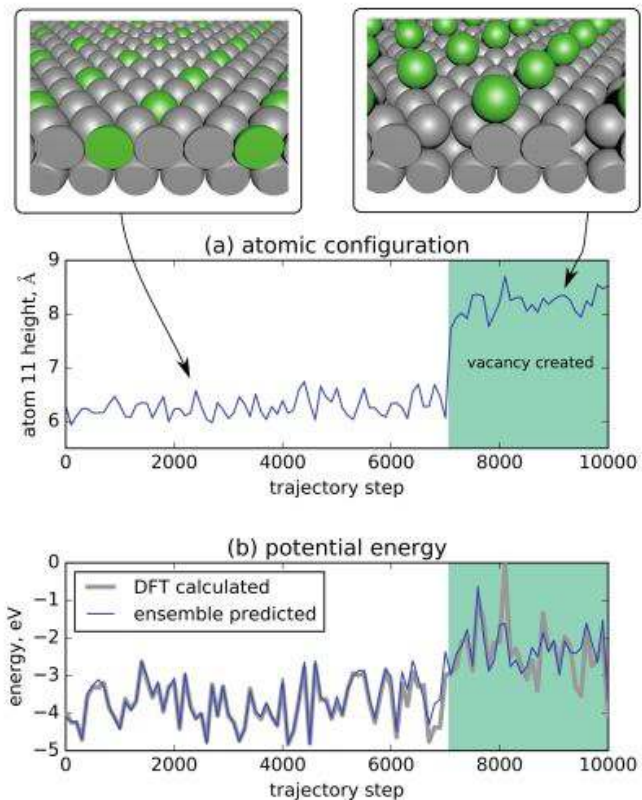 (a) atomic configuration
9
8
7
6
atom 11 height, Å
vacancy created
0 2000 4000 6000 8000 10000
trajectory step
(b) potential energy
0
−1
−2
−3
−4
−5
energy, eV
DFT calculated
ensemble predicted
0 2000 4000 6000 8000 10000
trajectory step